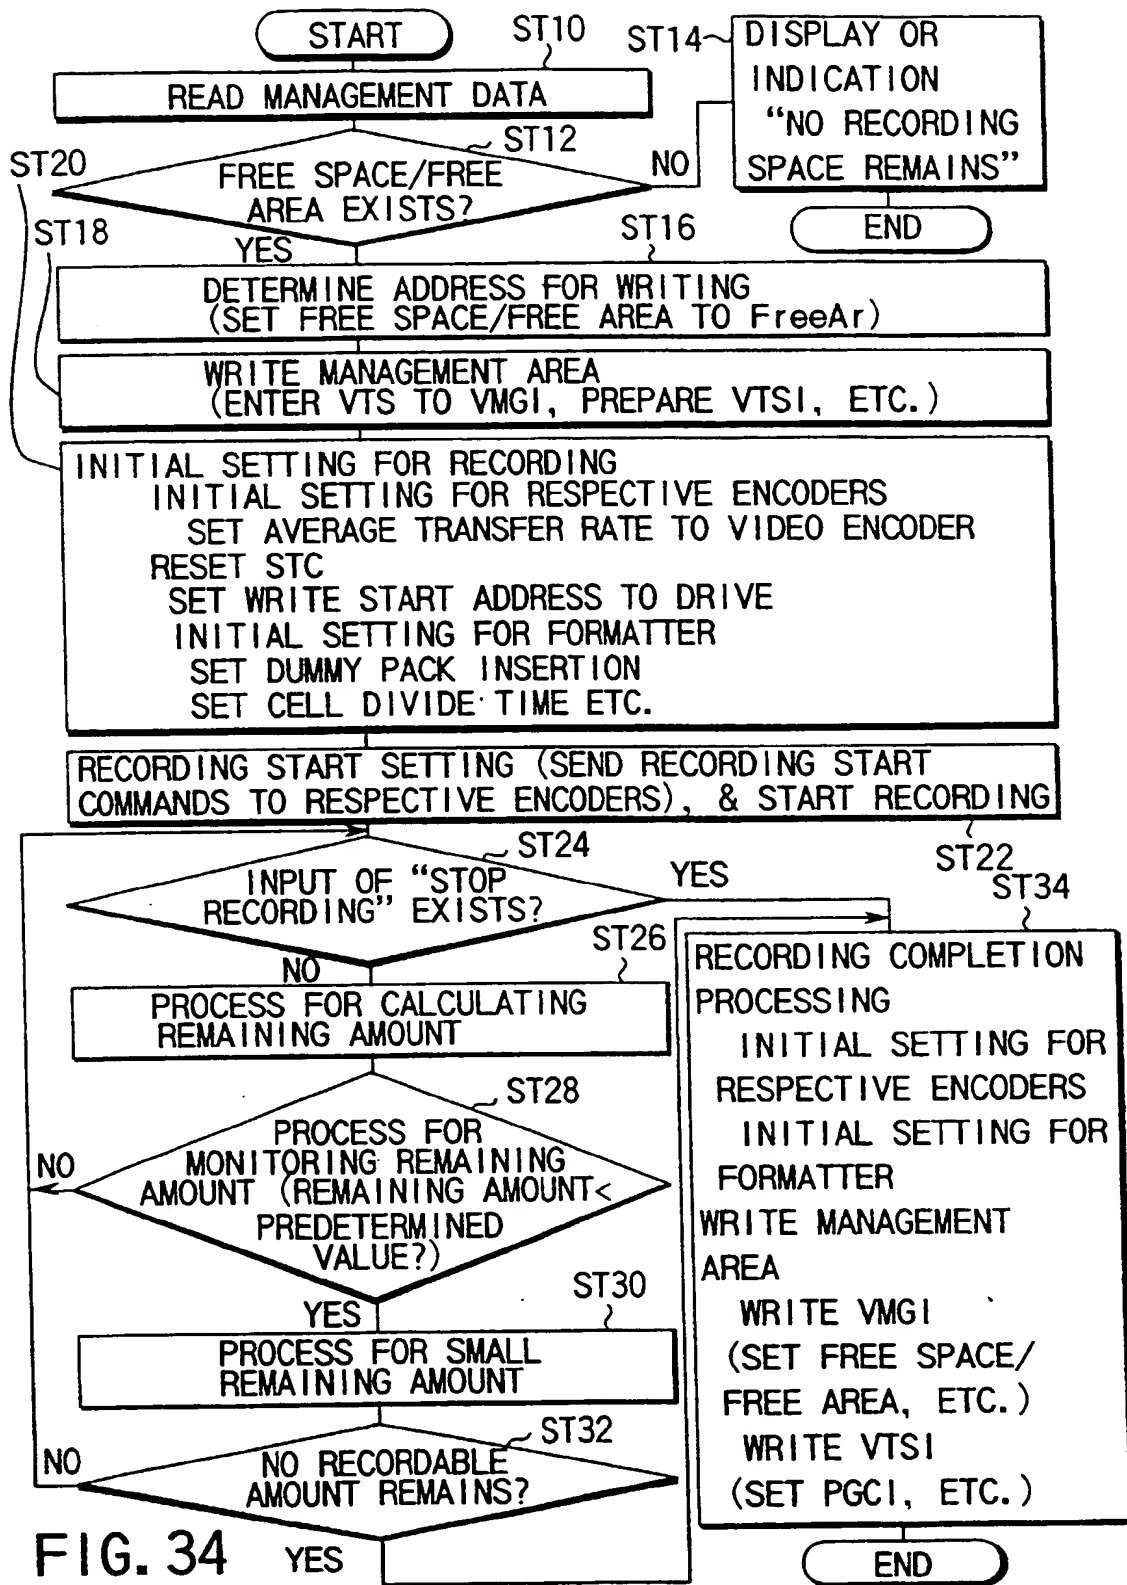 START
ST10
READ MANAGEMENT DATA
ST14
DISPLAY OR
INDICATION
“NO RECORDING
SPACE REMAINS”
END
ST12
FREE SPACE/FREE
AREA EXISTS?
NO
YES
ST20
ST18
ST16
DETERMINE ADDRESS FOR WRITING
(SET FREE SPACE/FREE AREA TO FreeAr)
WRITE MANAGEMENT AREA
(ENTER VTS TO VMGI, PREPARE VTSI, ETC.)
INITIAL SETTING FOR RECORDING
INITIAL SETTING FOR RESPECTIVE ENCODERS
SET AVERAGE TRANSFER RATE TO VIDEO ENCODER
RESET STC
SET WRITE START ADDRESS TO DRIVE
INITIAL SETTING FOR FORMATTER
SET DUMMY PACK INSERTION
SET CELL DIVIDE TIME ETC.
RECORDING START SETTING (SEND RECORDING START
COMMANDS TO RESPECTIVE ENCODERS), & START RECORDING
ST22
ST24
INPUT OF “STOP
RECORDING” EXISTS?
YES
NO
ST26
PROCESS FOR CALCULATING
REMAINING AMOUNT
ST28
PROCESS FOR
MONITORING REMAINING
AMOUNT (REMAINING AMOUNT<
PREDETERMINED
VALUE?)
NO
YES
ST30
PROCESS FOR SMALL
REMAINING AMOUNT
ST32
NO RECORDABLE
AMOUNT REMAINS?
NO
YES
ST34
RECORDING COMPLETION
PROCESSING
INITIAL SETTING FOR
RESPECTIVE ENCODERS
INITIAL SETTING FOR
FORMATTER
WRITE MANAGEMENT
AREA
WRITE VMGI
(SET FREE SPACE/
FREE AREA, ETC.)
WRITE VTSI
(SET PGCI, ETC.)
END
FIG. 34